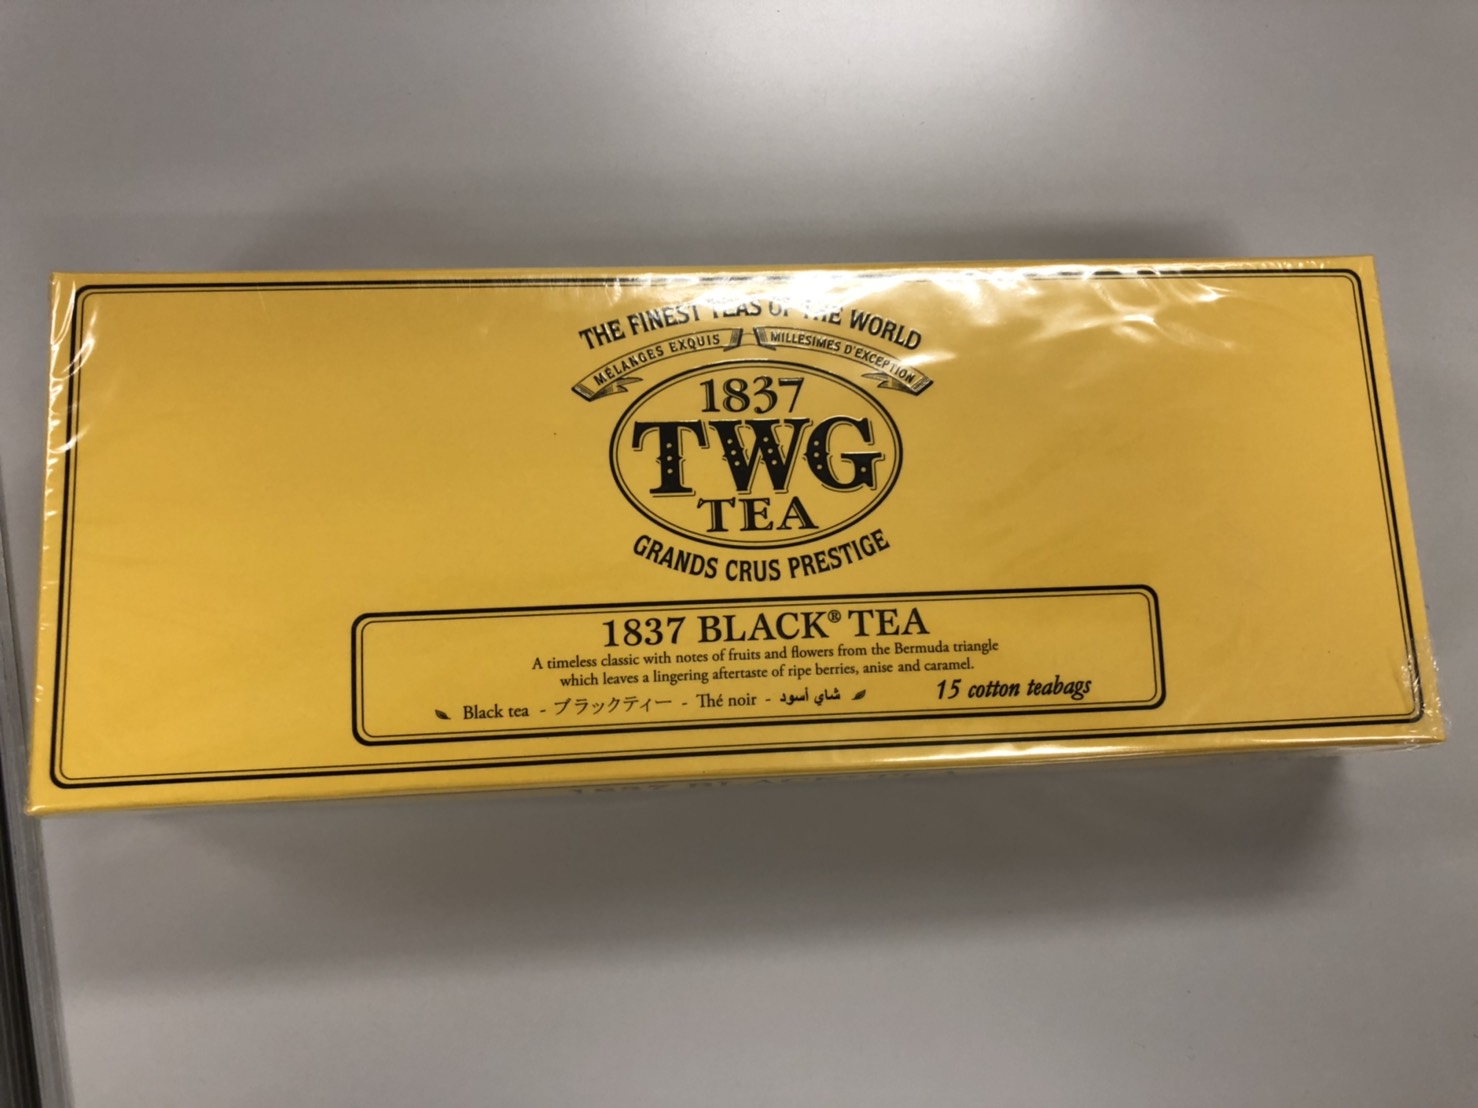 THE FINEST TEAS OF THE WORLD
MÉLANGES EXQUIS MILLÉSIMES D'EXCEPTION
1837
TWG
TEA
GRANDS CRUS PRESTIGE
1837 BLACK® TEA
A timeless classic with notes of fruits and flowers from the Bermuda triangle
which leaves a lingering aftertaste of ripe berries, anise and caramel.
Black tea - ブラックティー - Thé noir - شاي أسود
15 cotton teabags